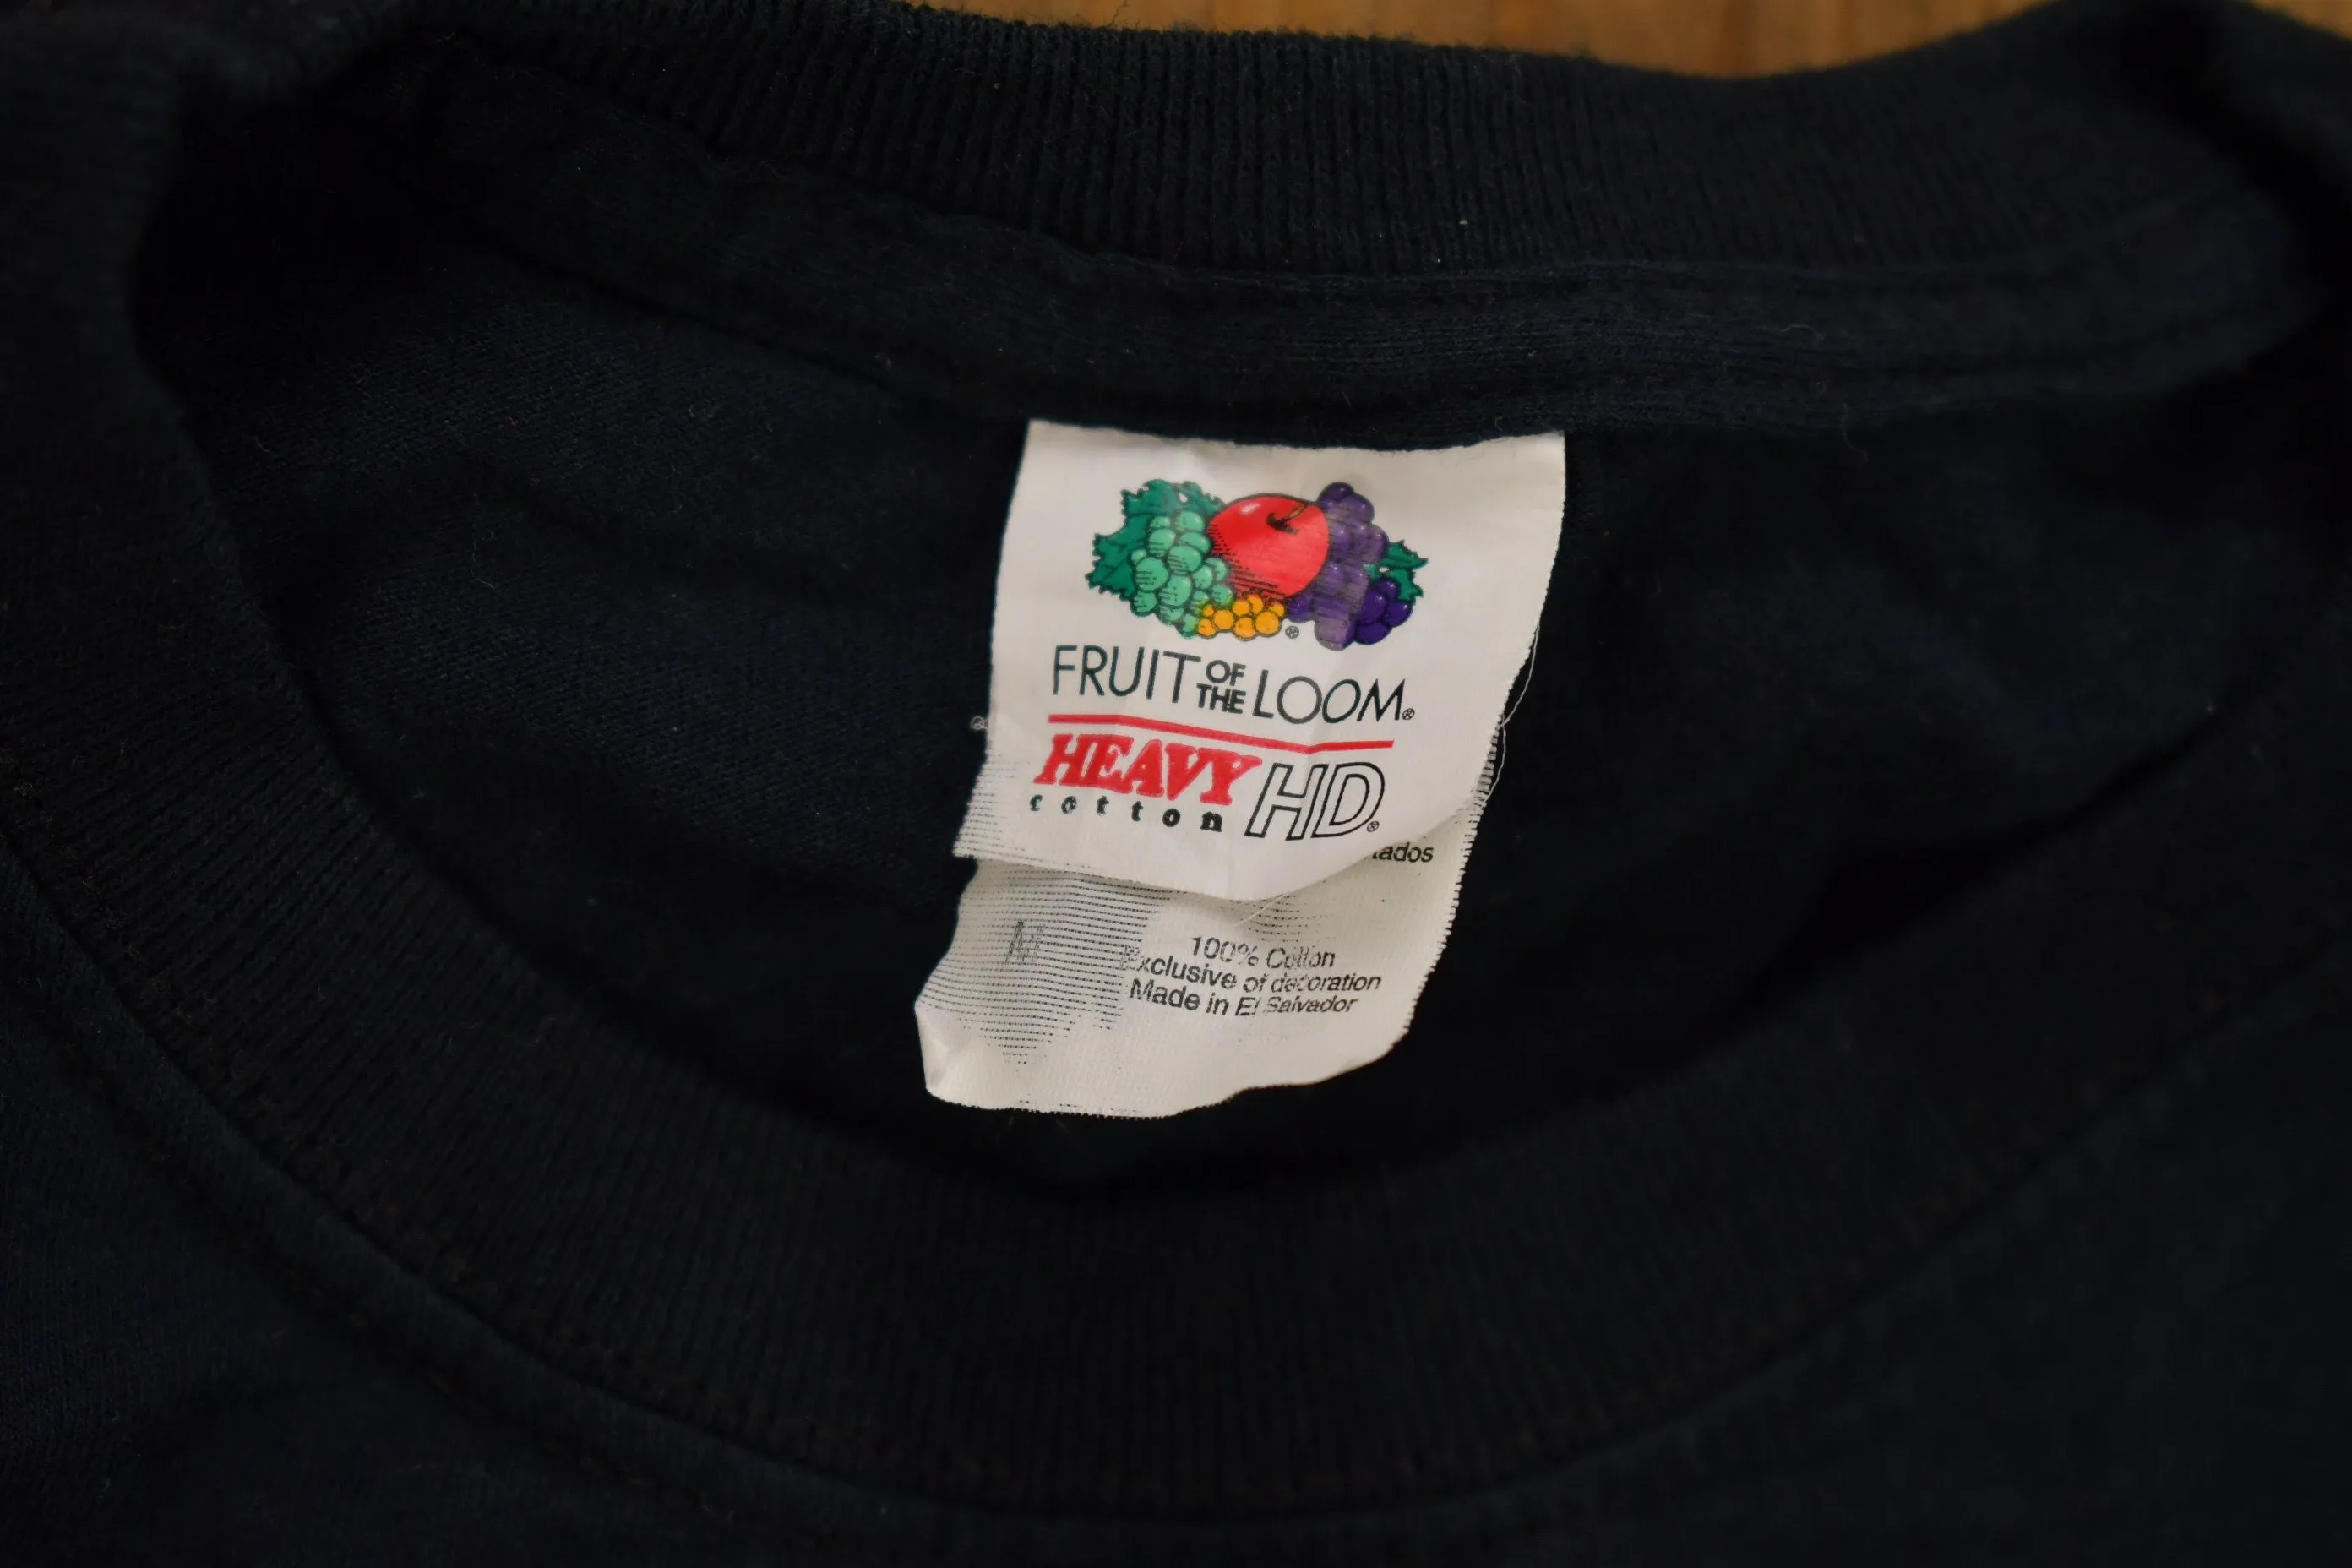 FRUIT OF THE LOOM®
HEAVY HD®
cotton
tados
100% Cotton
Exclusive of decoration
Made in El Salvador